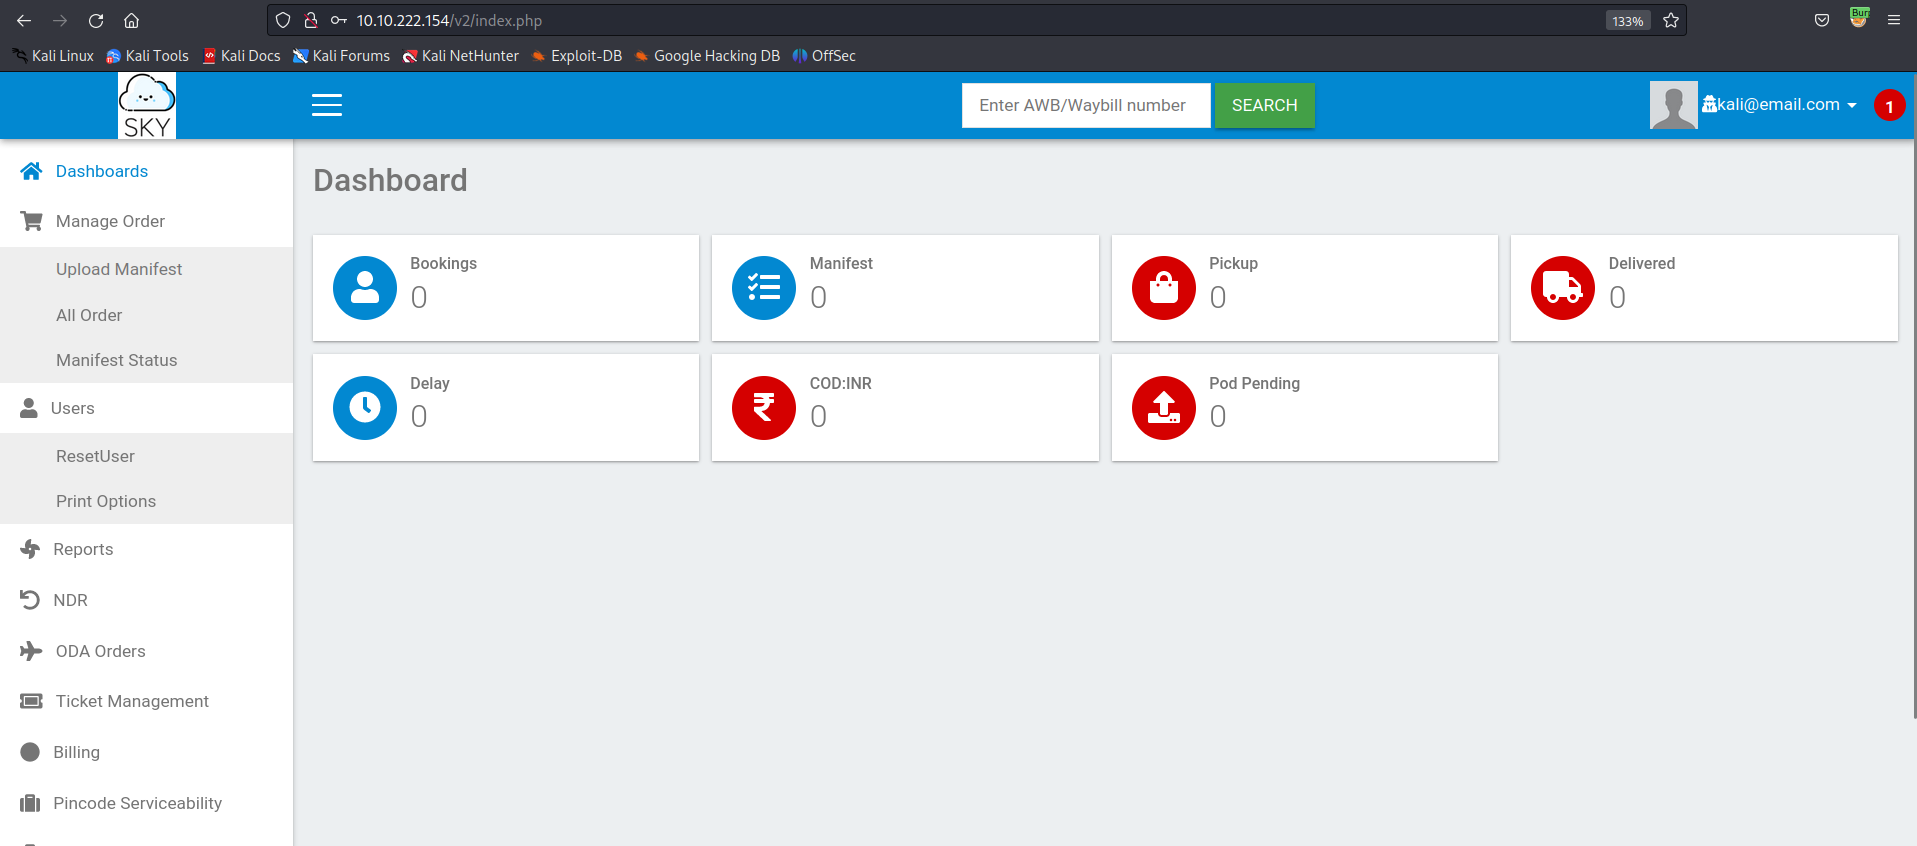 10.10.222.154/v2/index.php 133%
Kali Linux Kali Tools Kali Docs Kali Forums Kali NetHunter Exploit-DB Google Hacking DB OffSec
SKY
Enter AWB/Waybill number SEARCH
kali@email.com 1
Dashboards
Manage Order
Upload Manifest
All Order
Manifest Status
Users
ResetUser
Print Options
Reports
NDR
ODA Orders
Ticket Management
Billing
Pincode Serviceability
Dashboard
Bookings
0
Manifest
0
Pickup
0
Delivered
0
Delay
0
COD:INR
0
Pod Pending
0